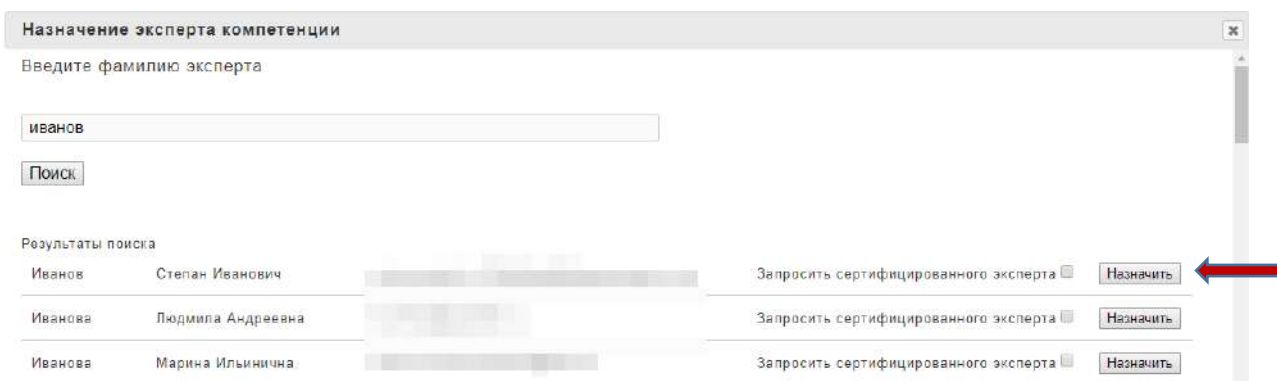 Назначение эксперта компетенции
Введите фамилию эксперта
иванов
Поиск
Результаты поиска
Иванов Степан Иванович Запросить сертифицированного эксперта Назначить
Иванова Людмила Андреевна Запросить сертифицированного эксперта Назначить
Иванова Марина Ильинична Запросить сертифицированного эксперта Назначить